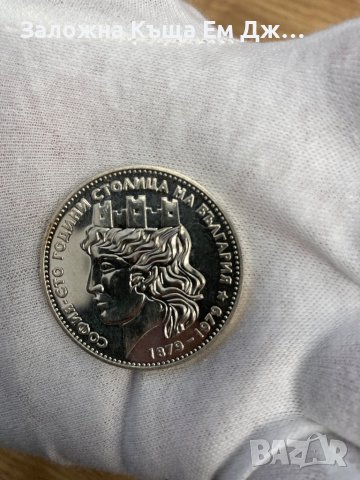 Заложна Къща Ем Дж...
СОФИЯ-СТО ГОДИНИ СТОЛИЦА НА БЪЛГАРИЯ
1879-1979
BAZAR